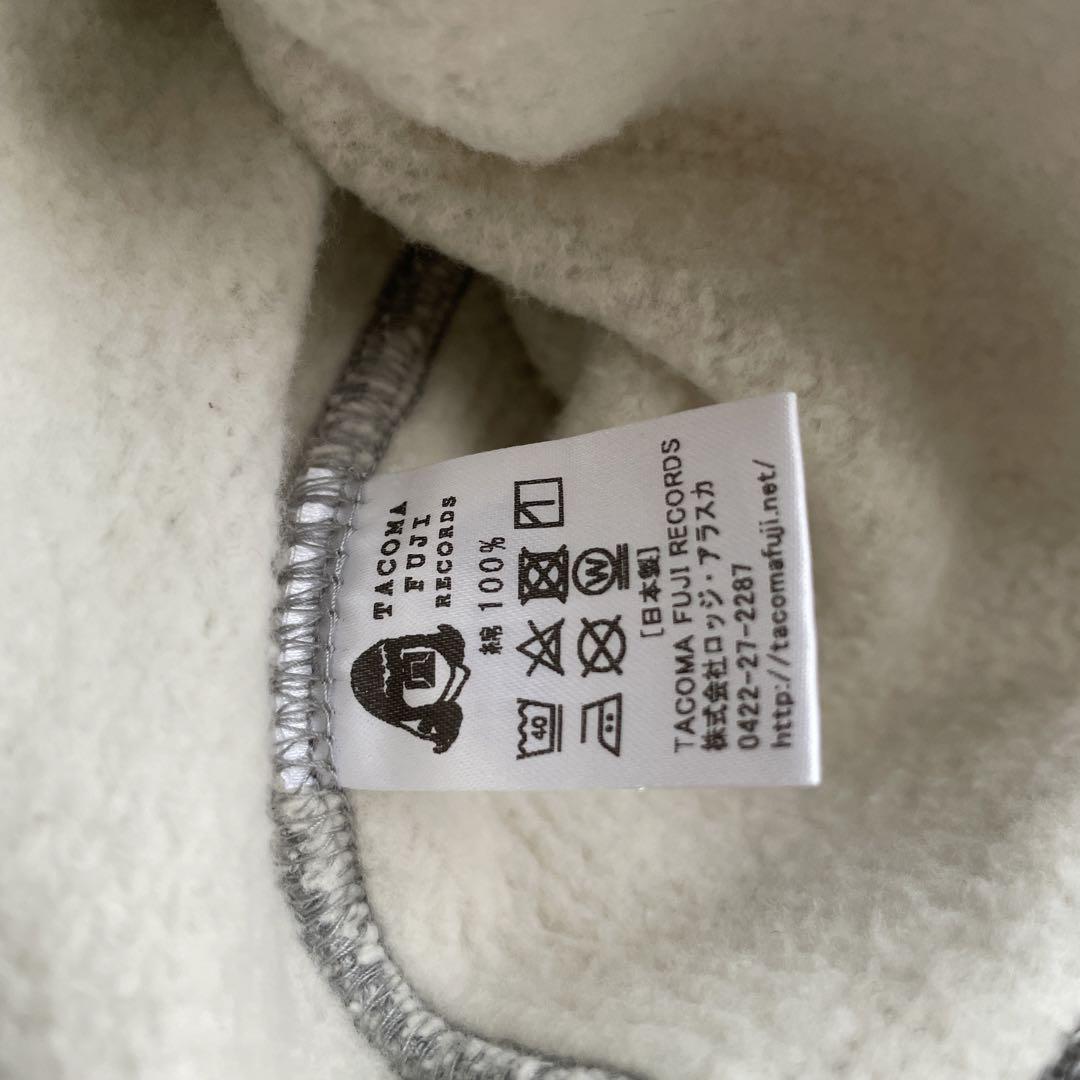 TACOMA
FUJI
RECORDS
綿 100%
40
W
[日本製]
TACOMA FUJI RECORDS
株式会社ロッジ・アラスカ
0422-27-2287
http://tacomafuji.net/